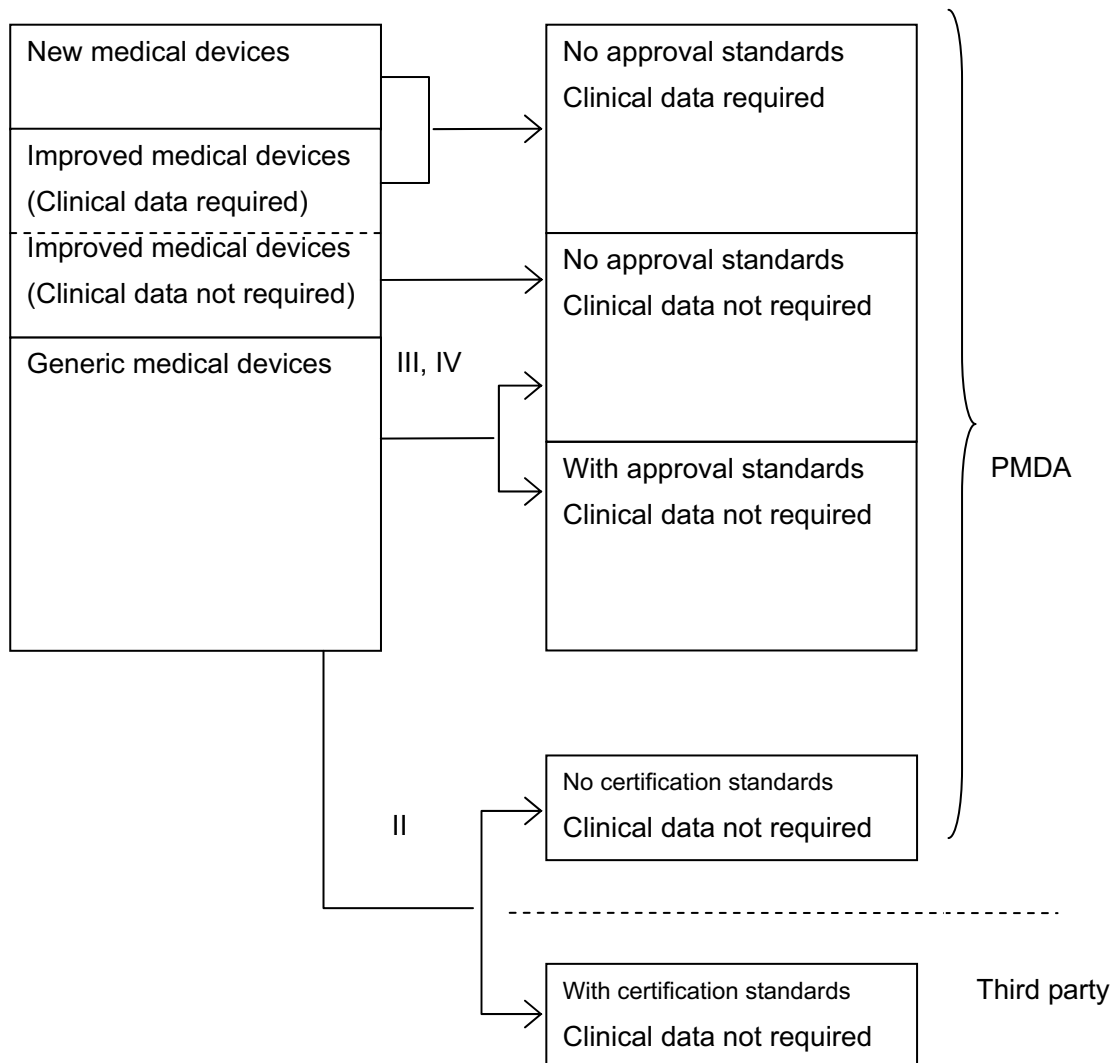 New medical devices
Improved medical devices
(Clinical data required)
Improved medical devices
(Clinical data not required)
Generic medical devices
III, IV
II
No approval standards
Clinical data required
No approval standards
Clinical data not required
With approval standards
Clinical data not required
No certification standards
Clinical data not required
With certification standards
Clinical data not required
PMDA
Third party